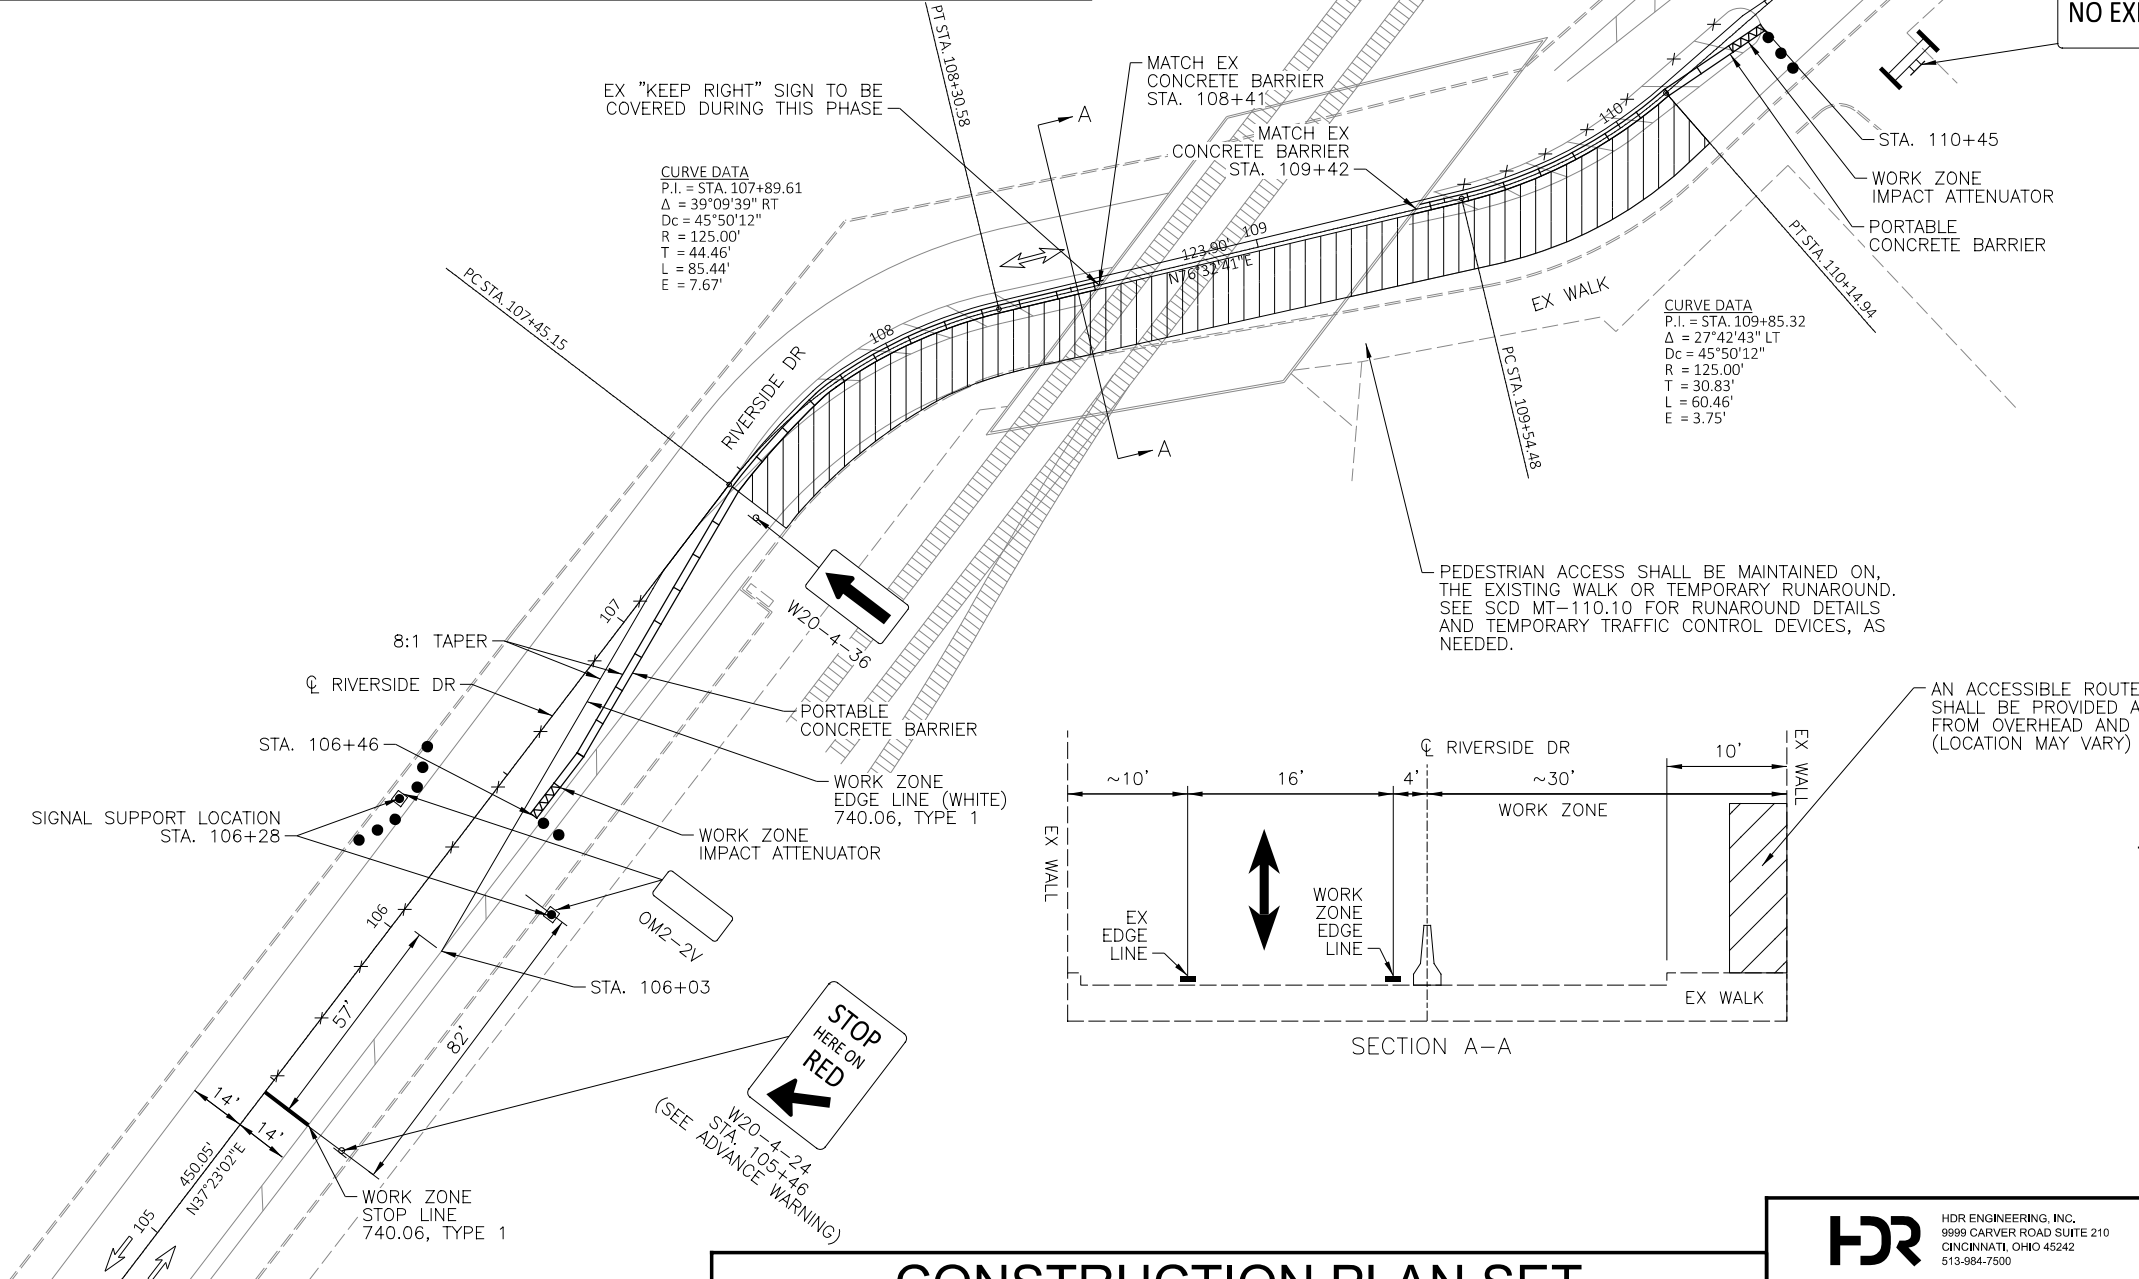 NO EX
EX "KEEP RIGHT" SIGN TO BE
COVERED DURING THIS PHASE
PT STA. 108+30.58
MATCH EX
CONCRETE BARRIER
STA. 108+41
A
MATCH EX
CONCRETE BARRIER
STA. 109+42
110
STA. 110+45
WORK ZONE
IMPACT ATTENUATOR
PORTABLE
CONCRETE BARRIER
PT STA. 110+14.94
CURVE DATA
P.I. = STA. 107+89.61
Δ = 39°09'39" RT
Dc = 45°50'12"
R = 125.00'
T = 44.46'
L = 85.44'
E = 7.67'
PC STA. 107+45.15
RIVERSIDE DR
108
123.90'
109
N76°32'41"E
EX WALK
CURVE DATA
P.I. = STA. 109+85.32
Δ = 27°42'43" LT
Dc = 45°50'12"
R = 125.00'
T = 30.83'
L = 60.46'
E = 3.75'
PC STA. 109+54.48
A
W20-4-36
PEDESTRIAN ACCESS SHALL BE MAINTAINED ON,
THE EXISTING WALK OR TEMPORARY RUNAROUND.
SEE SCD MT-110.10 FOR RUNAROUND DETAILS
AND TEMPORARY TRAFFIC CONTROL DEVICES, AS
NEEDED.
107
8:1 TAPER
℄ RIVERSIDE DR
STA. 106+46
SIGNAL SUPPORT LOCATION
STA. 106+28
PORTABLE
CONCRETE BARRIER
WORK ZONE
EDGE LINE (WHITE)
740.06, TYPE 1
WORK ZONE
IMPACT ATTENUATOR
OM2-2V
106
STA. 106+03
57'
82'
STOP
HERE ON
RED
W20-4-24
STA. 105+46
(SEE ADVANCE WARNING)
14'
14'
450.05'
N37°23'02"E
105
WORK ZONE
STOP LINE
740.06, TYPE 1
AN ACCESSIBLE ROUTE
SHALL BE PROVIDED A
FROM OVERHEAD AND
(LOCATION MAY VARY)
℄ RIVERSIDE DR
~10'
16'
4'
~30'
10'
WORK ZONE
EX WALL
EX WALL
EX
EDGE
LINE
WORK
ZONE
EDGE
LINE
EX WALK
SECTION A-A
CONSTRUCTION PLAN SET
HDR
HDR ENGINEERING, INC.
9999 CARVER ROAD SUITE 210
CINCINNATI, OHIO 45242
513-984-7500